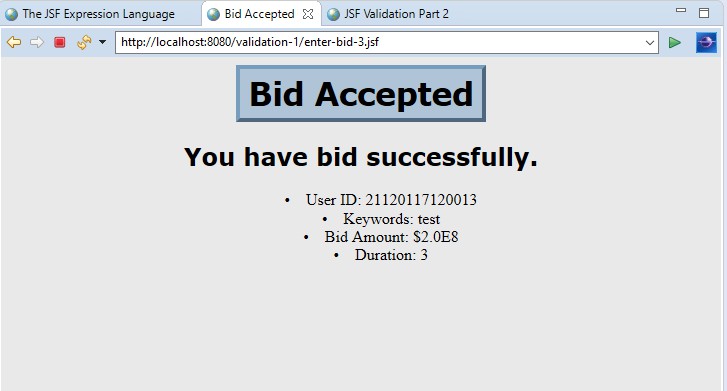 The JSF Expression Language Bid Accepted JSF Validation Part 2
http://localhost:8080/validation-1/enter-bid-3.jsf
Bid Accepted
You have bid successfully.
• User ID: 21120117120013
• Keywords: test
• Bid Amount: $2.0E8
• Duration: 3